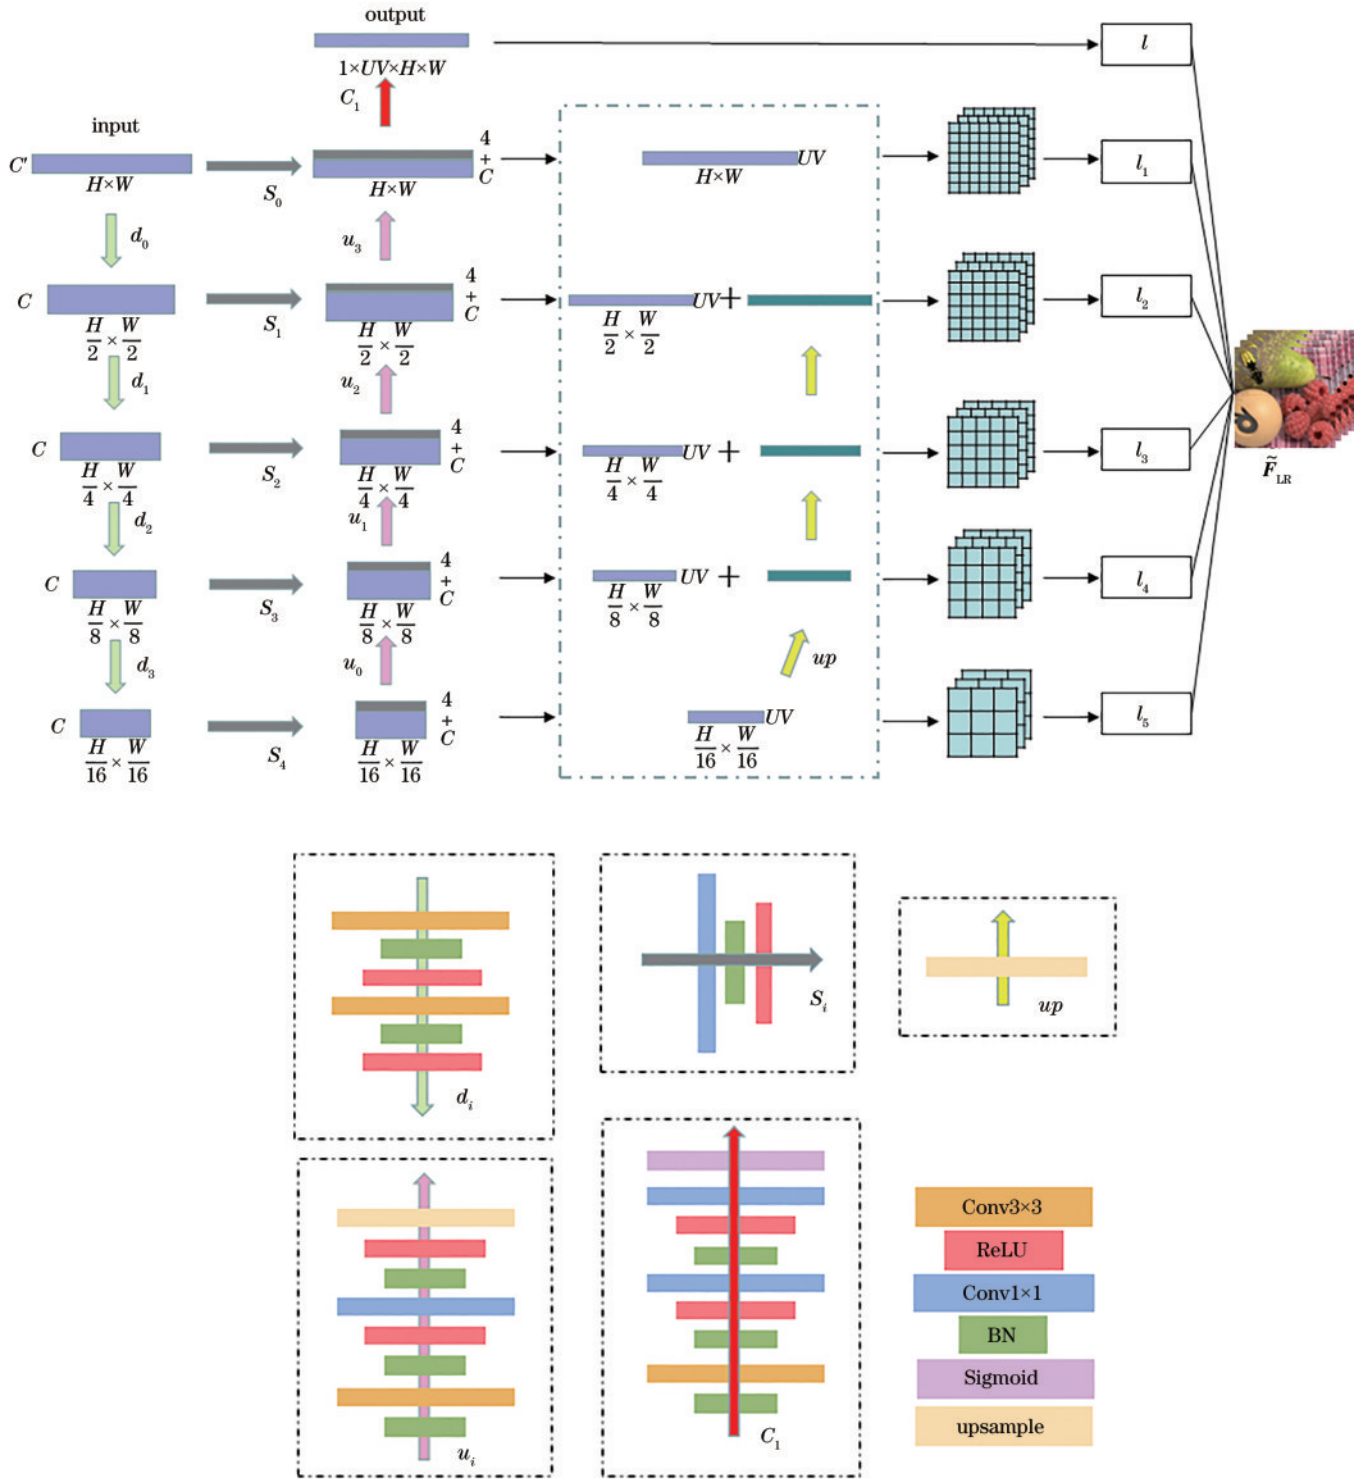 output
1×UV×H×W
C₁
l
input
C′
H×W
S₀
H×W
4
+
C
UV
H×W
l₁
d₀
u₃
C
H/2 × W/2
S₁
H/2 × W/2
4
+
C
UV +
H/2 × W/2
l₂
d₁
u₂
C
H/4 × W/4
S₂
H/4 × W/4
4
+
C
UV +
H/4 × W/4
l₃
F̃LR
d₂
u₁
C
H/8 × W/8
S₃
H/8 × W/8
4
+
C
UV +
H/8 × W/8
l₄
d₃
u₀
up
C
H/16 × W/16
S₄
H/16 × W/16
4
+
C
UV
H/16 × W/16
l₅
dᵢ
Sᵢ
up
uᵢ
C₁
Conv3×3
ReLU
Conv1×1
BN
Sigmoid
upsample